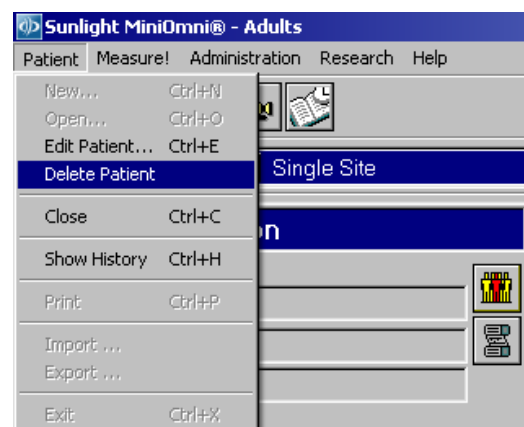 Sunlight MiniOmni® - Adults
Patient Measure! Administration Research Help
New... Ctrl+N
Open... Ctrl+O
Edit Patient... Ctrl+E
Delete Patient
Single Site
Close Ctrl+C
on
Show History Ctrl+H
Print Ctrl+P
Import ...
Export ...
Exit Ctrl+X